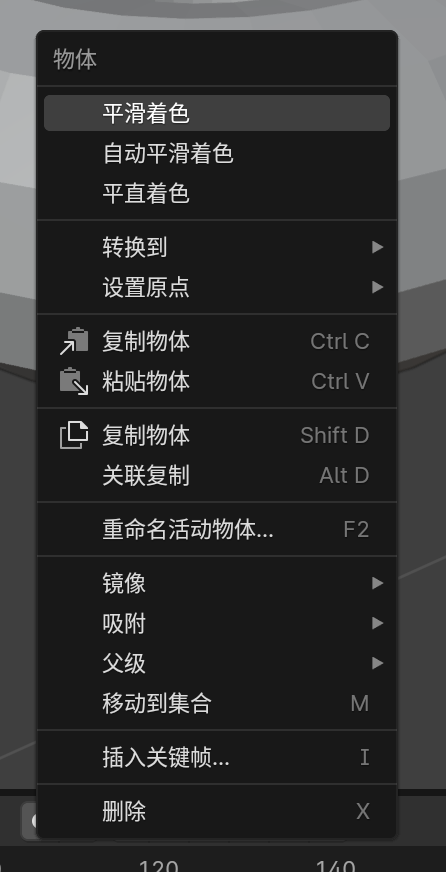 物体
平滑着色
自动平滑着色
平直着色
转换到
设置原点
复制物体 Ctrl C
粘贴物体 Ctrl V
复制物体 Shift D
关联复制 Alt D
重命名活动物体... F2
镜像
吸附
父级
移动到集合 M
插入关键帧... I
删除 X
120 140